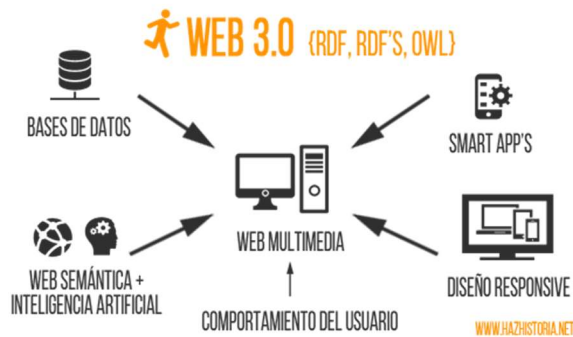 WEB 3.0 {RDF, RDF'S, OWL}
BASES DE DATOS
SMART APP'S
WEB MULTIMEDIA
WEB SEMÁNTICA +
INTELIGENCIA ARTIFICIAL
DISEÑO RESPONSIVE
COMPORTAMIENTO DEL USUARIO
WWW.HAZHISTORIA.NET